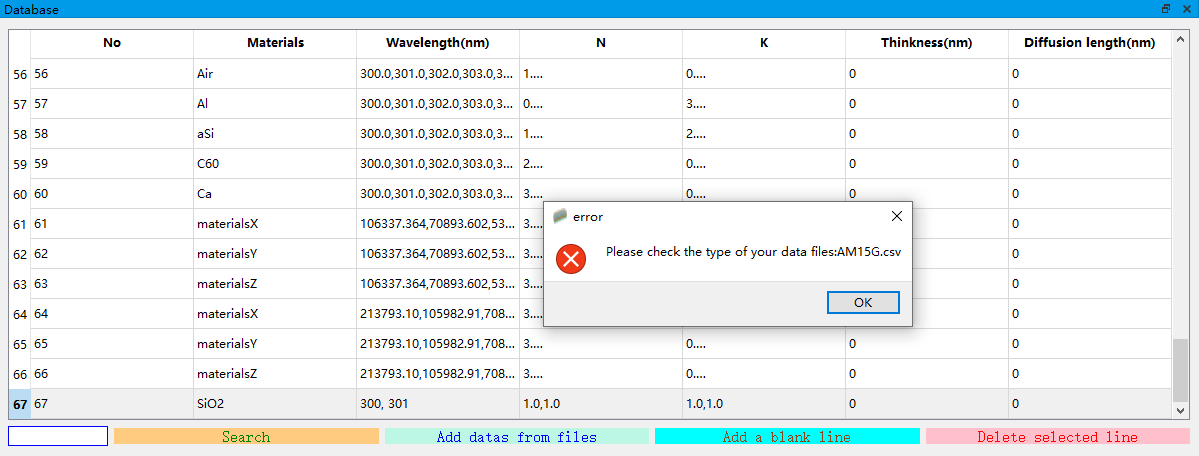 Database
No Materials Wavelength(nm) N K Thinkness(nm) Diffusion length(nm)
56 56 Air 300.0,301.0,302.0,303.0,3... 1.... 0.... 0 0
57 57 Al 300.0,301.0,302.0,303.0,3... 0.... 3.... 0 0
58 58 aSi 300.0,301.0,302.0,303.0,3... 1.... 2.... 0 0
59 59 C60 300.0,301.0,302.0,303.0,3... 2.... 0.... 0 0
60 60 Ca 300.0,301.0,302.0,303.0,3... 3.... 0.... 0 0
61 61 materialsX 106337.364,70893.602,53... 3.... 0
62 62 materialsY 106337.364,70893.602,53... 3.... 0
63 63 materialsZ 106337.364,70893.602,53... 3.... 0
64 64 materialsX 213793.10,105982.91,708... 3.... 0
65 65 materialsY 213793.10,105982.91,708... 3.... 0.... 0 0
66 66 materialsZ 213793.10,105982.91,708... 3.... 0.... 0 0
67 67 SiO2 300, 301 1.0,1.0 1.0,1.0 0 0
error
Please check the type of your data files:AM15G.csv
OK
Search Add datas from files Add a blank line Delete selected line